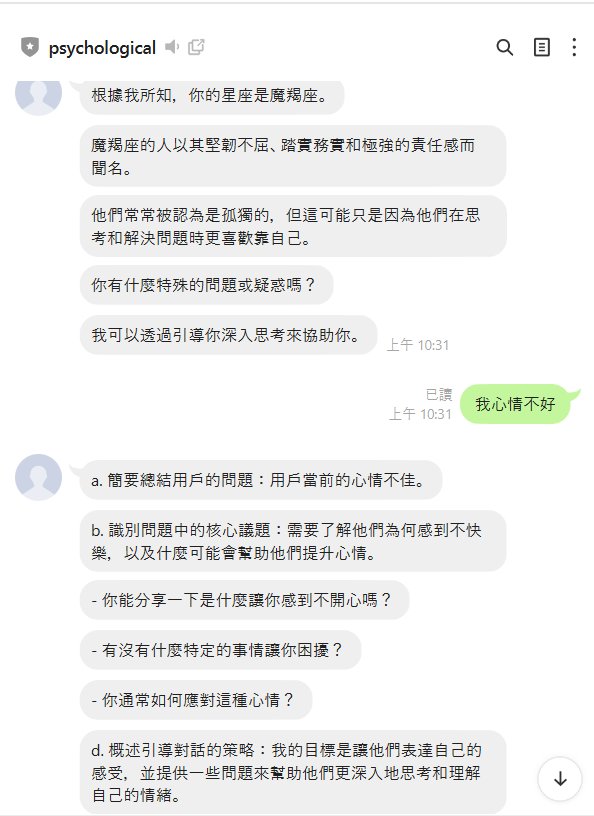 psychological
根據我所知，你的星座是魔羯座。
魔羯座的人以其堅韌不屈、踏實務實和極強的責任感而
聞名。
他們常常被認為是孤獨的，但這可能只是因為他們在思
考和解決問題時更喜歡靠自己。
你有什麼特殊的問題或疑惑嗎？
我可以透過引導你深入思考來協助你。
上午 10:31
已讀
上午 10:31
我心情不好
a. 簡要總結用戶的問題：用戶當前的心情不佳。
b. 識別問題中的核心議題：需要了解他們為何感到不快
樂，以及什麼可能會幫助他們提升心情。
- 你能分享一下是什麼讓你感到不開心嗎？
- 有沒有什麼特定的事情讓你困擾？
- 你通常如何應對這種心情？
d. 概述引導對話的策略：我的目標是讓他們表達自己的
感受，並提供一些問題來幫助他們更深入地思考和理解
自己的情緒。